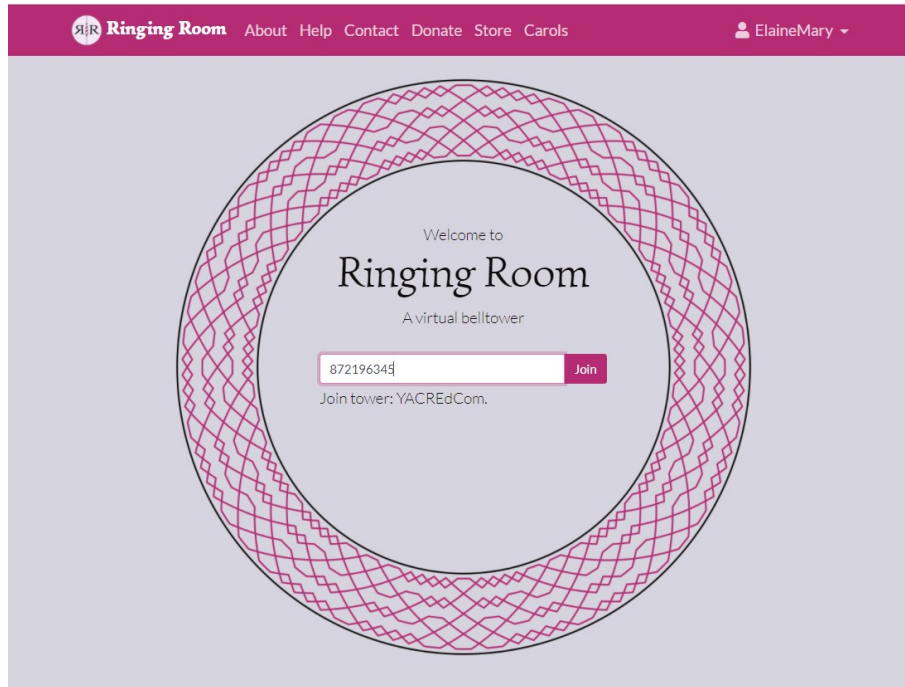 RR Ringing Room About Help Contact Donate Store Carols ElaineMary
Welcome to
Ringing Room
A virtual belltower
872196345 Join
Join tower: YACREdCom.